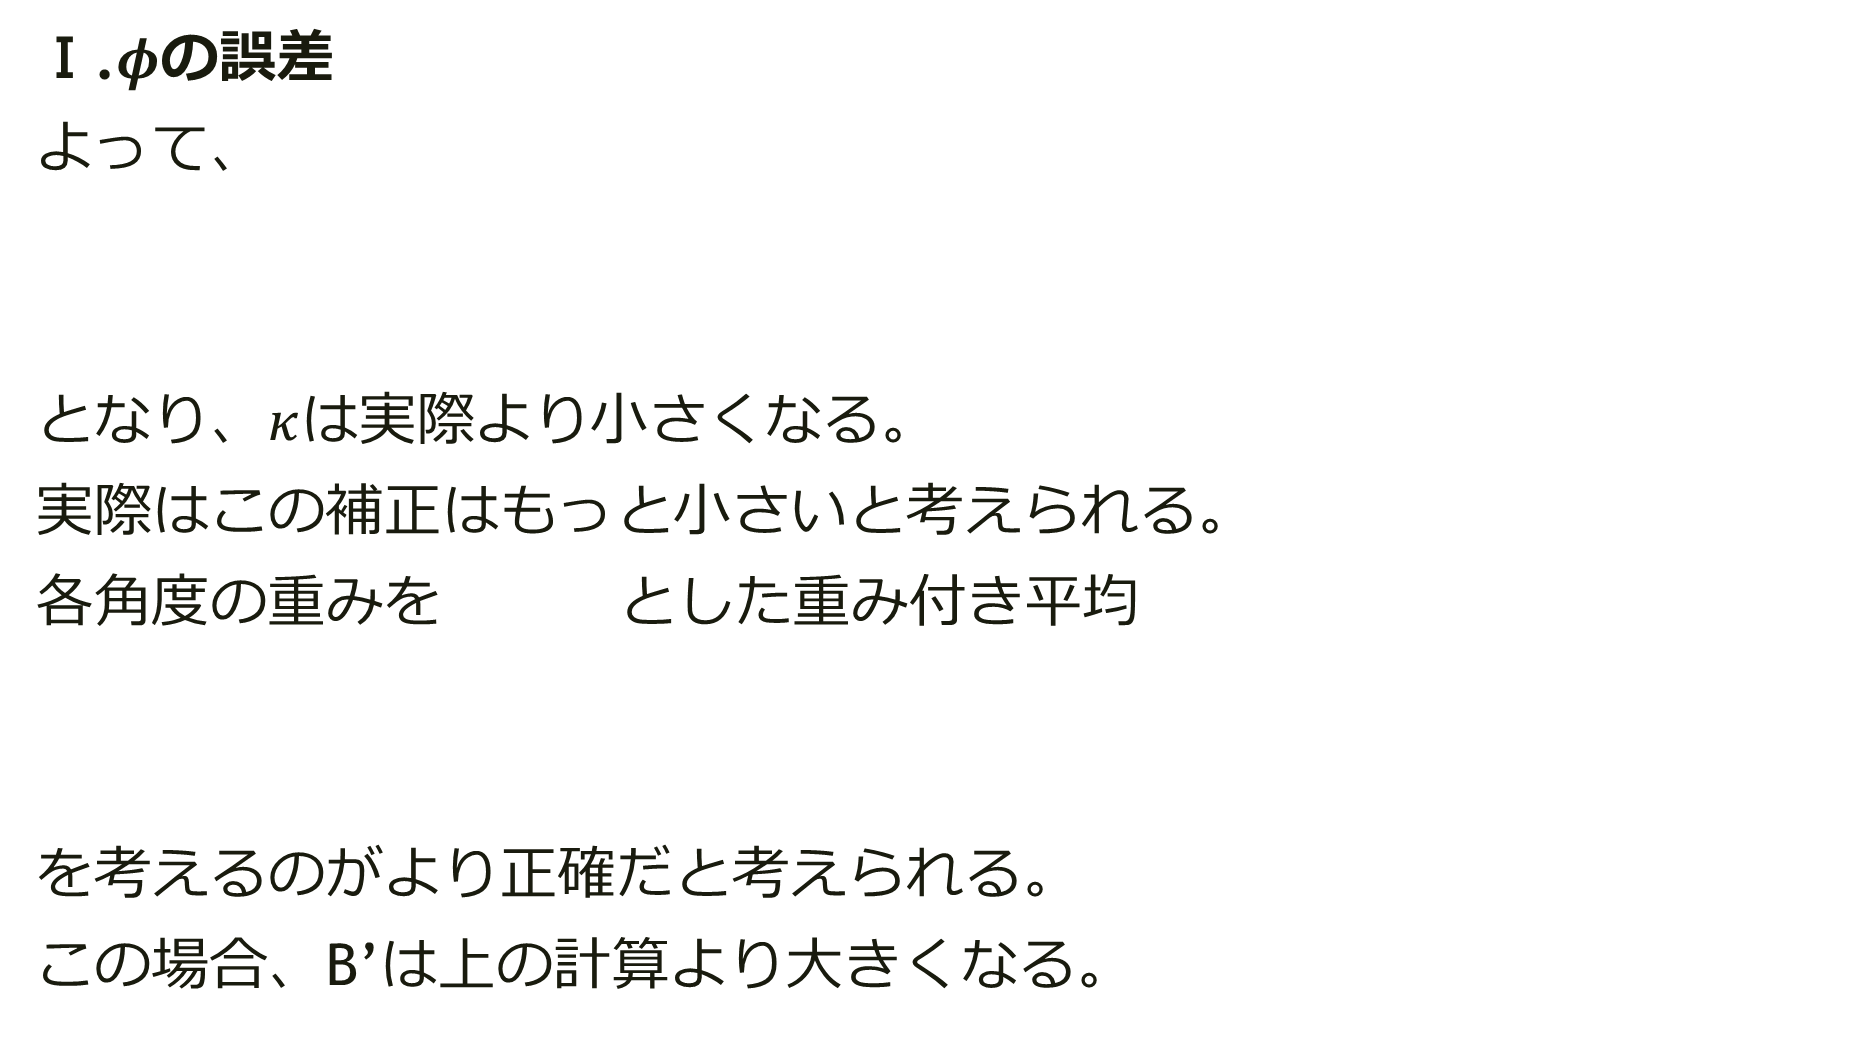 Ⅰ.𝜙の誤差
よって、
となり、𝜅は実際より小さくなる。
実際はこの補正はもっと小さいと考えられる。
各角度の重みを　　　とした重み付き平均
を考えるのがより正確だと考えられる。
この場合、B’は上の計算より大きくなる。